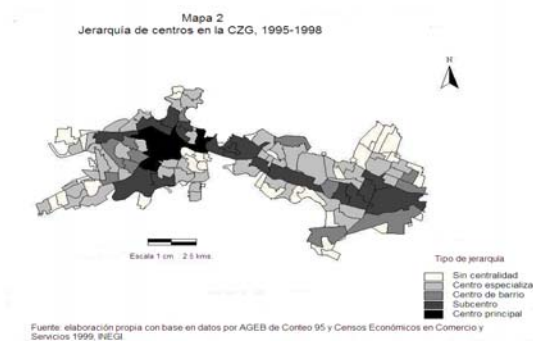 Mapa 2
Jerarquía de centros en la CZG, 1995-1998
N
Escala 1 cm 2.5 kms.
Tipo de jerarquía
Sin centralidad
Centro especializa
Centro de barrio
Subcentro
Centro principal
Fuente: elaboración propia con base en datos por AGEB de Conteo 95 y Censos Económicos en Comercio y
Servicios 1999, INEGI